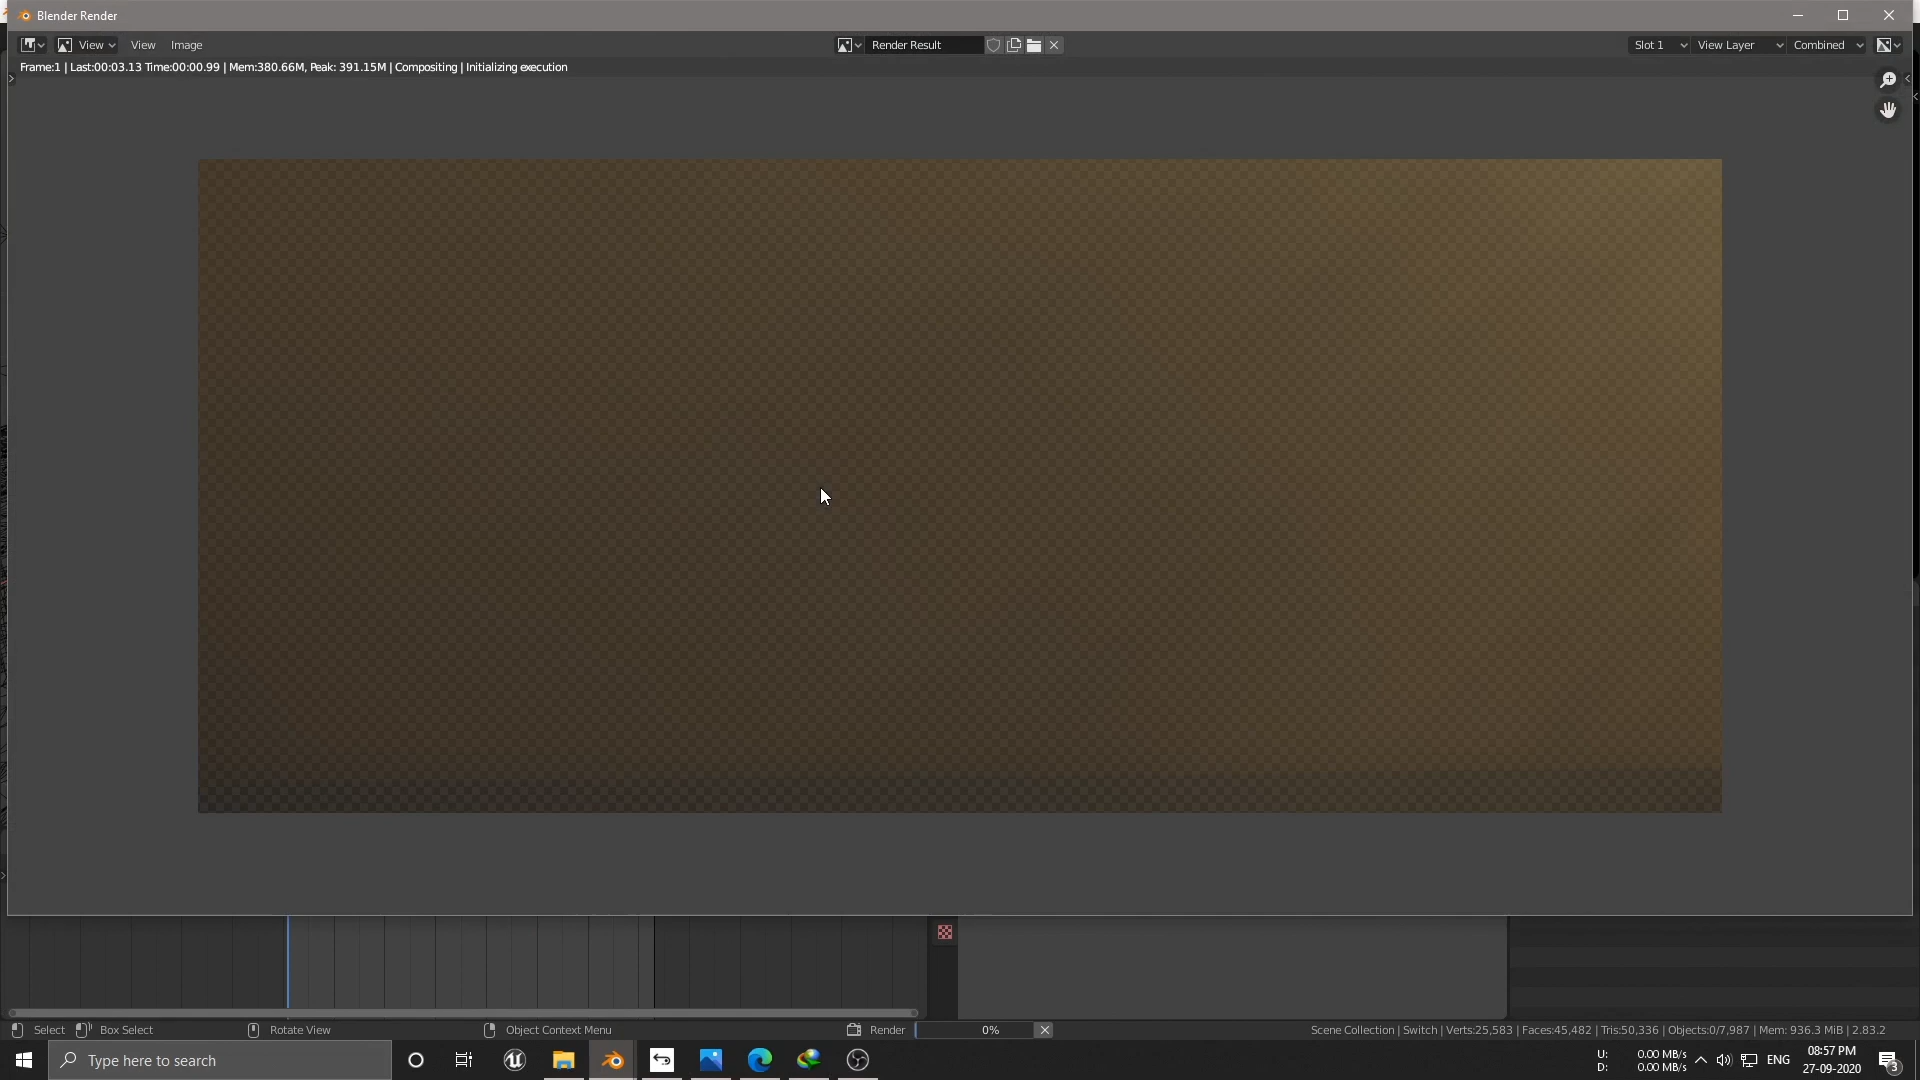 Blender Render
View View Image Render Result Slot 1 View Layer Combined
Frame:1 | Last:00:03.13 Time:00:00.99 | Mem:380.66M, Peak: 391.15M | Compositing | Initializing execution
Select Box Select Rotate View Object Context Menu Render 0% Scene Collection | Switch | Verts:25,583 | Faces:45,482 | Tris:50,336 | Objects:0/7,987 | Mem: 936.3 MiB | 2.83.2
Type here to search
U: 0.00 MB/s
D: 0.00 MB/s
ENG
08:57 PM
27-09-2020
3